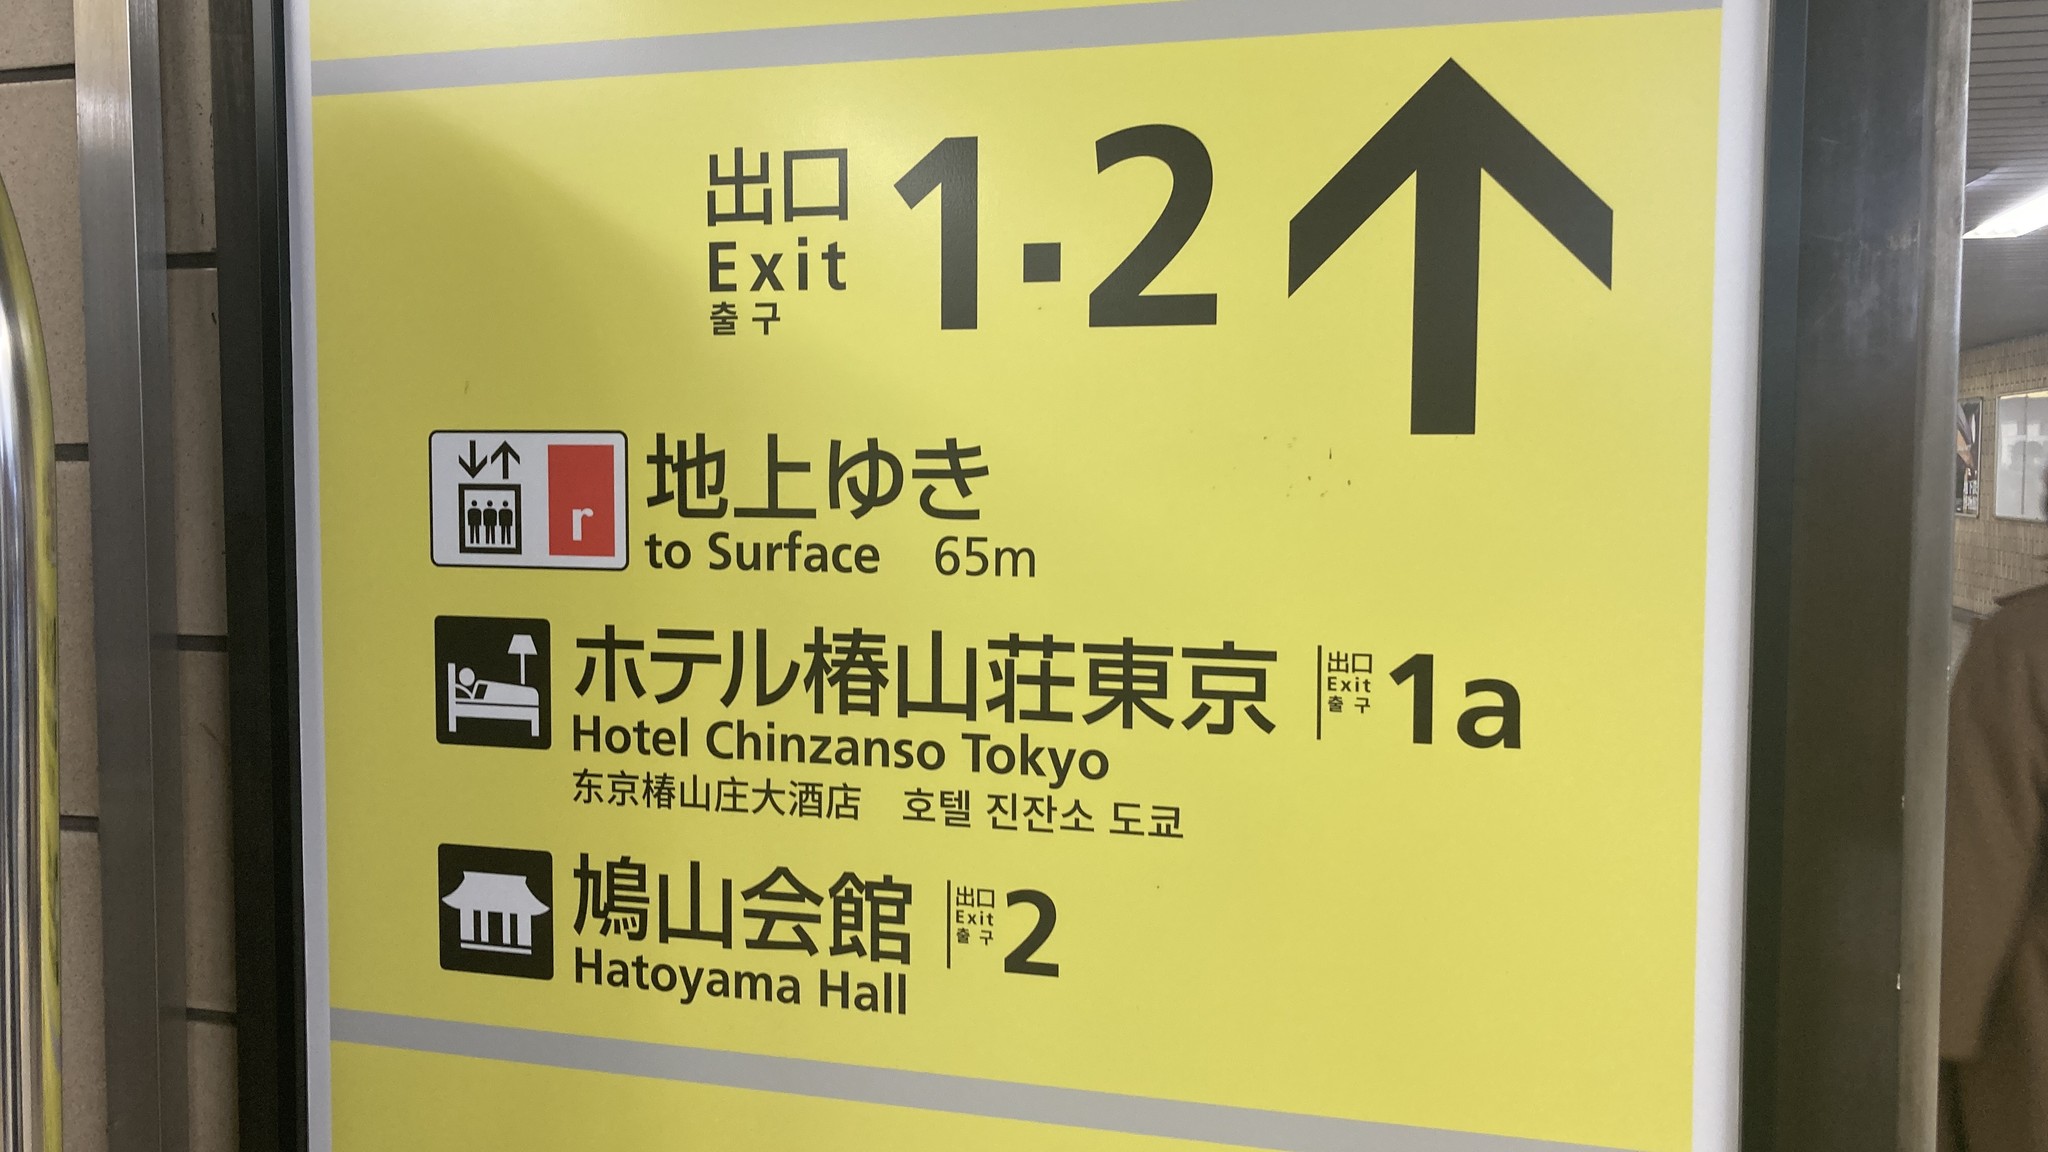 出口 1・2
Exit
출구
r 地上ゆき
to Surface 65m
ホテル椿山荘東京 出口 Exit 출구 1a
Hotel Chinzanso Tokyo
东京椿山庄大酒店 호텔 진잔소 도쿄
鳩山会館 出口 Exit 출구 2
Hatoyama Hall